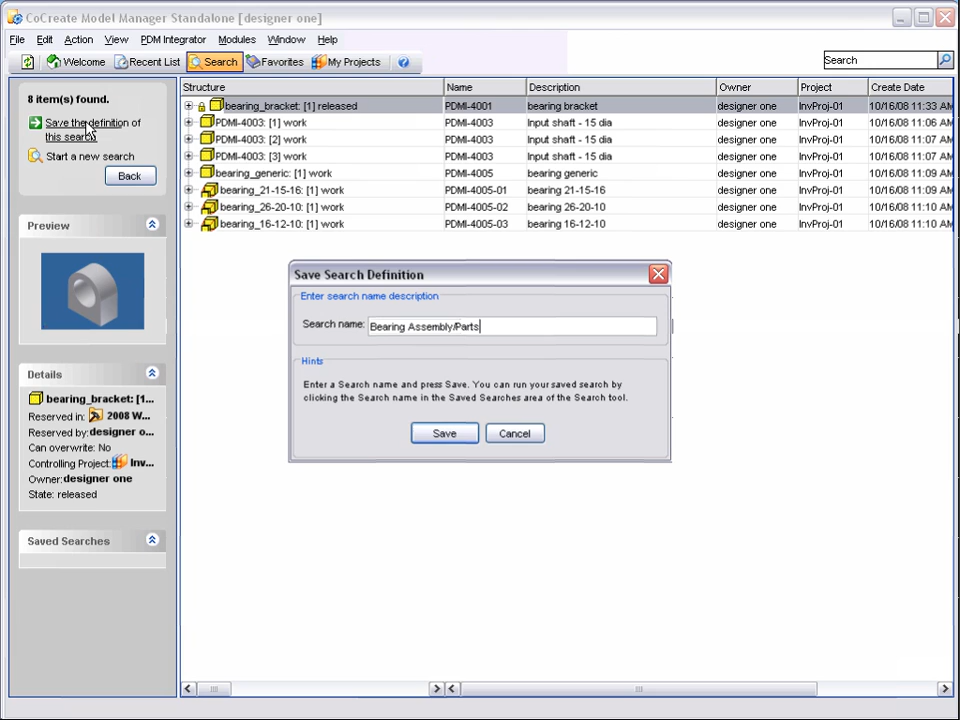 CoCreate Model Manager Standalone [designer one]
File Edit Action View PDM Integrator Modules Window Help
Welcome Recent List Search Favorites My Projects Search
8 item(s) found.
Save the definition of
this search
Start a new search
Back
Preview
Details
bearing_bracket: [1...
Reserved in: 2008 W...
Reserved by: designer o...
Can overwrite: No
Controlling Project: Inv...
Owner: designer one
State: released
Saved Searches
Structure Name Description Owner Project Create Date
bearing_bracket: [1] released PDMI-4001 bearing bracket designer one InvProj-01 10/16/08 11:33 AM
PDMI-4003: [1] work PDMI-4003 Input shaft - 15 dia designer one InvProj-01 10/16/08 11:06 AM
PDMI-4003: [2] work PDMI-4003 Input shaft - 15 dia designer one InvProj-01 10/16/08 11:07 AM
PDMI-4003: [3] work PDMI-4003 Input shaft - 15 dia designer one InvProj-01 10/16/08 11:07 AM
bearing_generic: [1] work PDMI-4005 bearing generic designer one InvProj-01 10/16/08 11:09 AM
bearing_21-15-16: [1] work PDMI-4005-01 bearing 21-15-16 designer one InvProj-01 10/16/08 11:09 AM
bearing_26-20-10: [1] work PDMI-4005-02 bearing 26-20-10 designer one InvProj-01 10/16/08 11:10 AM
bearing_16-12-10: [1] work PDMI-4005-03 bearing 16-12-10 designer one InvProj-01 10/16/08 11:10 AM
Save Search Definition
Enter search name description
Search name: Bearing Assembly/Parts
Hints
Enter a Search name and press Save. You can run your saved search by
clicking the Search name in the Saved Searches area of the Search tool.
Save Cancel